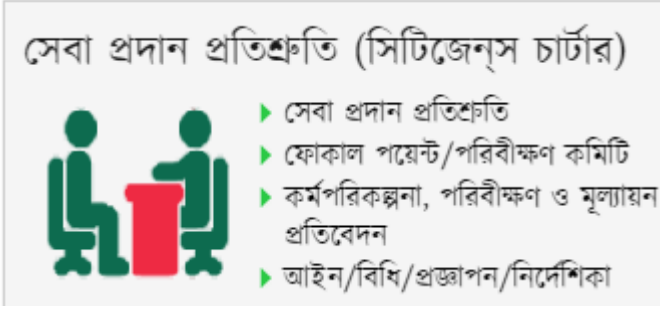 সেবা প্রদান প্রতিশ্রুতি (সিটিজেন্‌স চার্টার)
সেবা প্রদান প্রতিশ্রুতি
ফোকাল পয়েন্ট/পরিবীক্ষণ কমিটি
কর্মপরিকল্পনা, পরিবীক্ষণ ও মূল্যায়ন
প্রতিবেদন
আইন/বিধি/প্রজ্ঞাপন/নির্দেশিকা